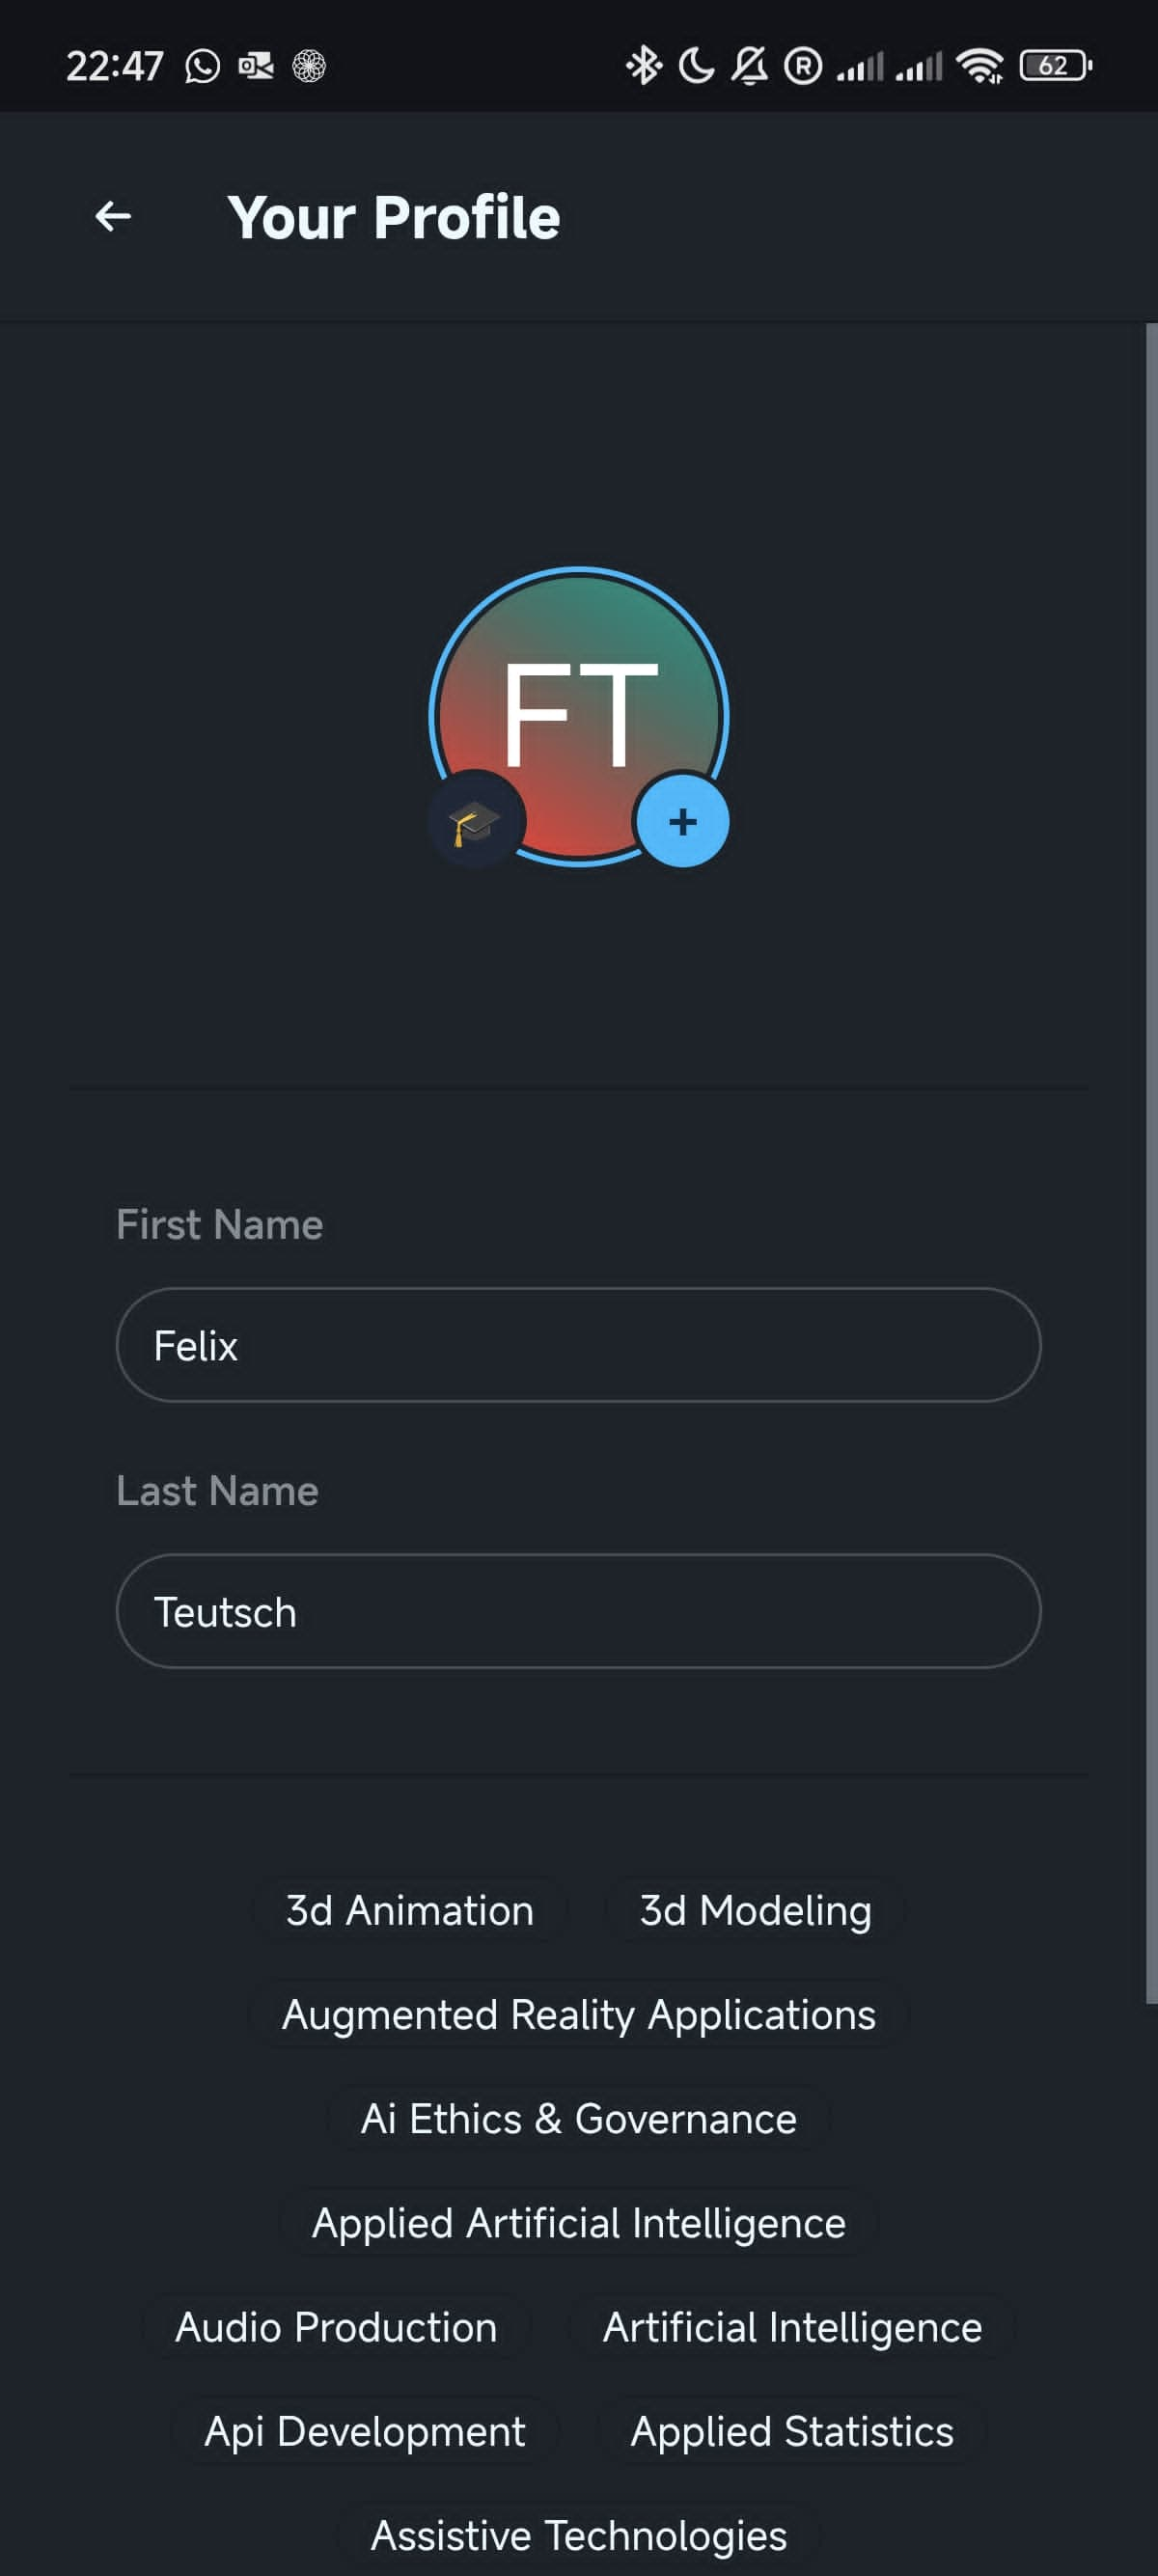 22:47 62
Your Profile
FT
First Name
Felix
Last Name
Teutsch
3d Animation 3d Modeling
Augmented Reality Applications
Ai Ethics & Governance
Applied Artificial Intelligence
Audio Production Artificial Intelligence
Api Development Applied Statistics
Assistive Technologies